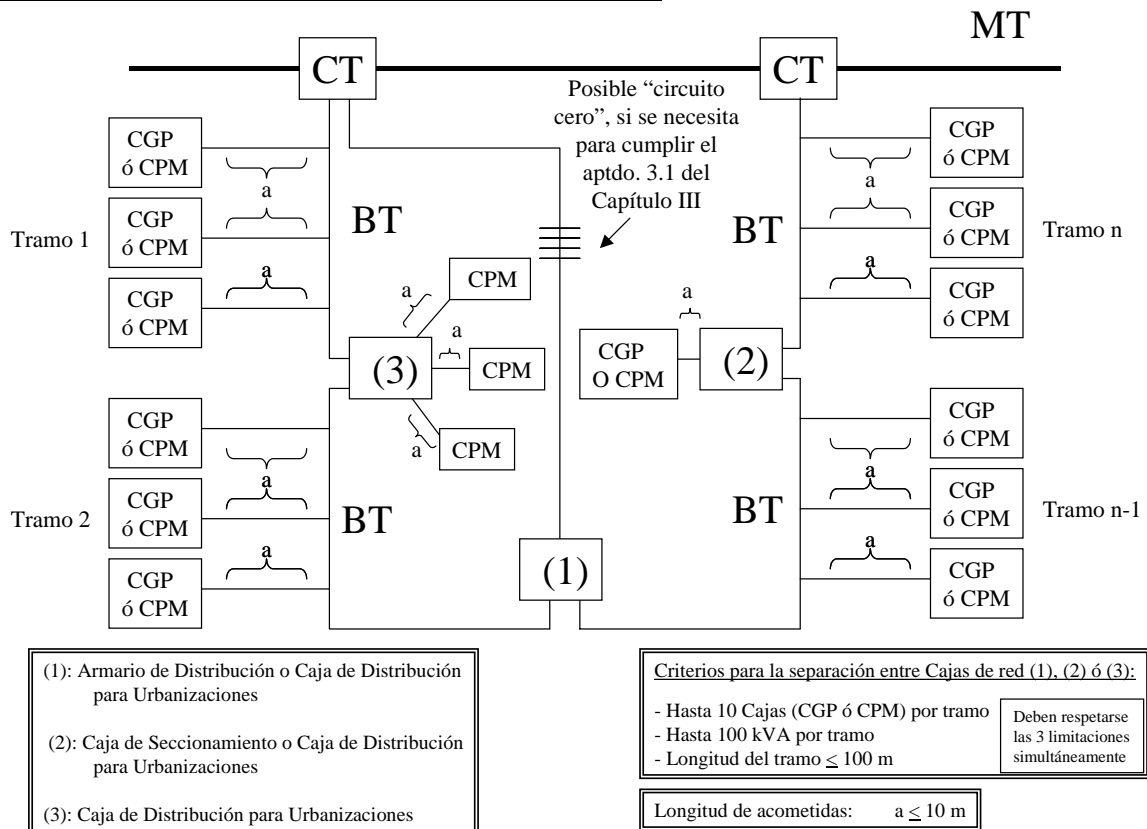 MT
CT
CT
Posible “circuito
cero”, si se necesita
para cumplir el
aptdo. 3.1 del
Capítulo III
CGP
ó CPM
a
CGP
ó CPM
Tramo 1
BT
a
CGP
ó CPM
CGP
ó CPM
a
CGP
ó CPM
BT
Tramo n
a
CGP
ó CPM
a
CPM
(3)
a
CPM
a
CPM
a
CGP
O CPM
(2)
CGP
ó CPM
a
CGP
ó CPM
Tramo 2
BT
a
CGP
ó CPM
(1)
CGP
ó CPM
a
CGP
ó CPM
BT
Tramo n-1
a
CGP
ó CPM
(1): Armario de Distribución o Caja de Distribución
para Urbanizaciones
(2): Caja de Seccionamiento o Caja de Distribución
para Urbanizaciones
(3): Caja de Distribución para Urbanizaciones
Criterios para la separación entre Cajas de red (1), (2) ó (3):
- Hasta 10 Cajas (CGP ó CPM) por tramo
- Hasta 100 kVA por tramo
- Longitud del tramo ≤ 100 m
Deben respetarse
las 3 limitaciones
simultáneamente
Longitud de acometidas: a ≤ 10 m